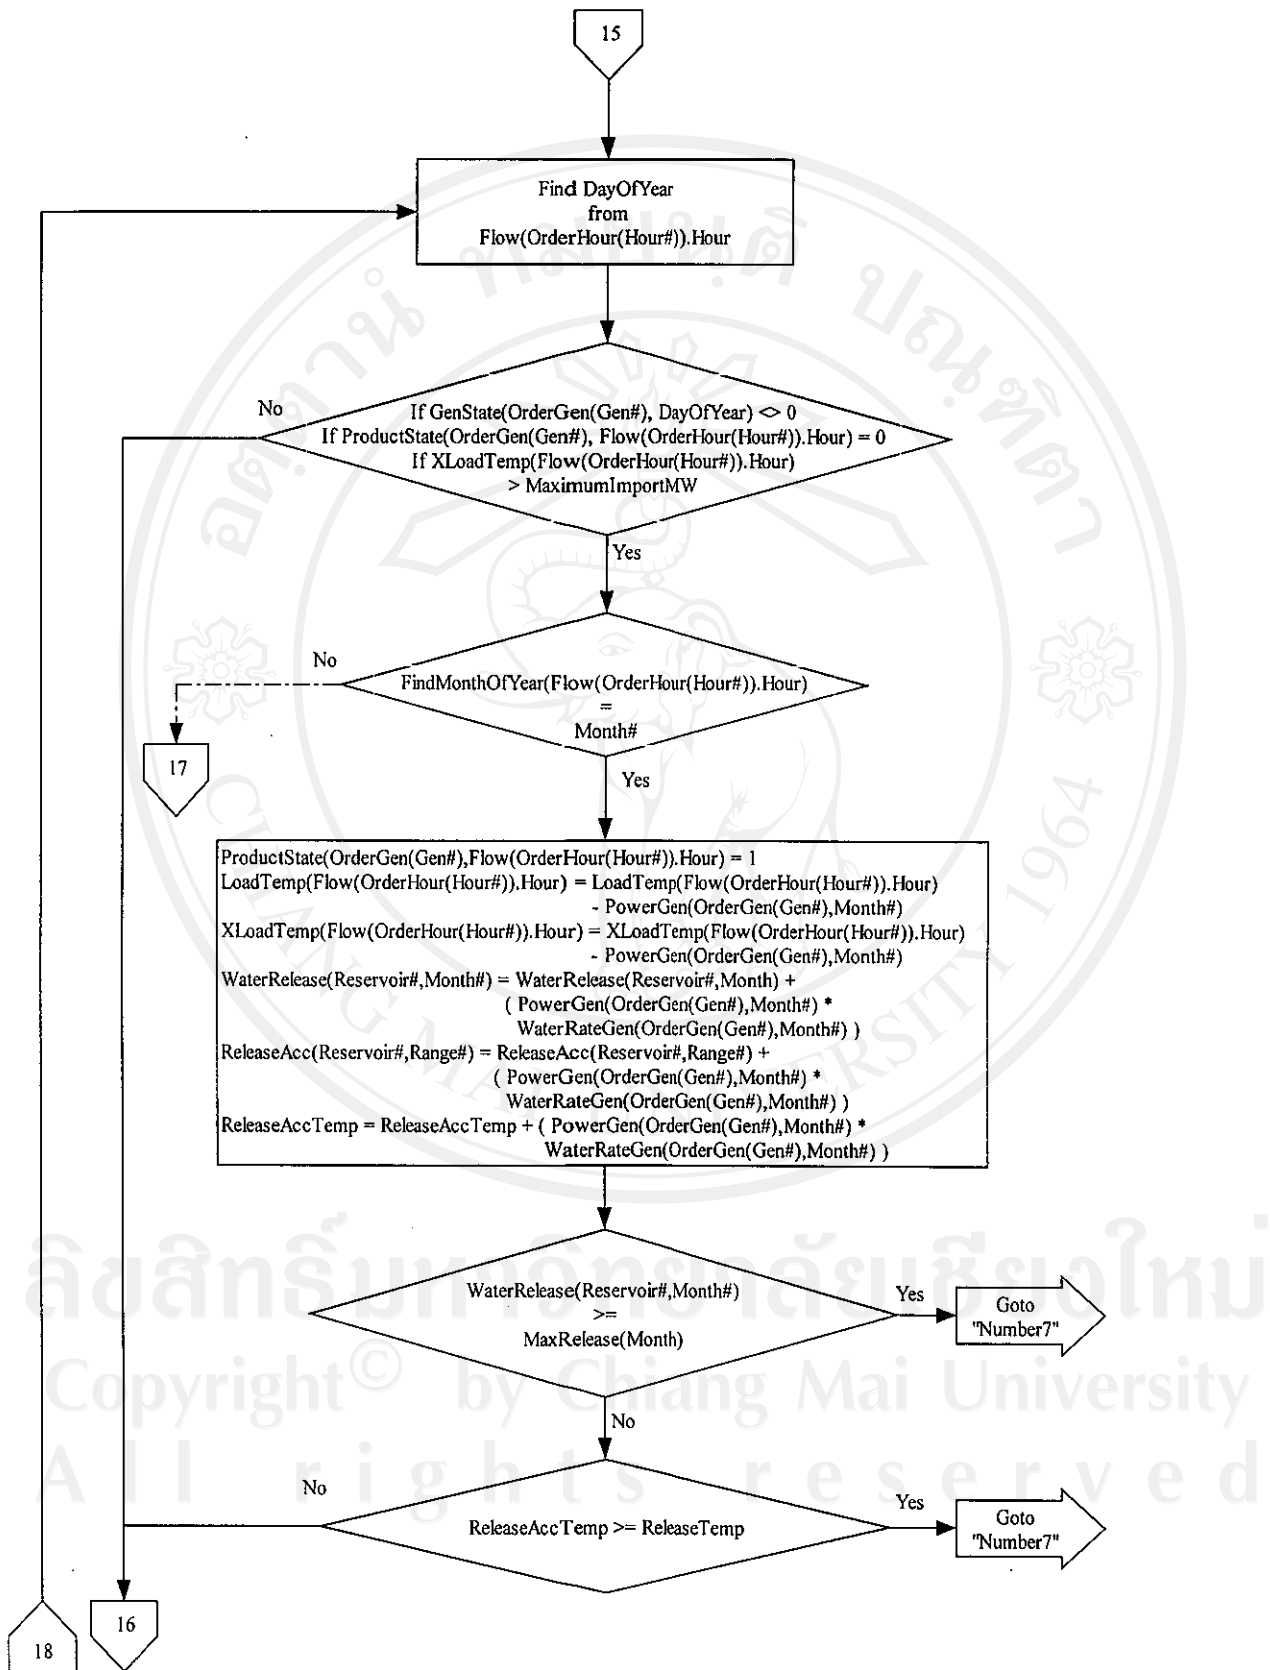 15
Find DayOfYear
from
Flow(OrderHour(Hour#)).Hour
No
If GenState(OrderGen(Gen#), DayOfYear) <> 0
If ProductState(OrderGen(Gen#), Flow(OrderHour(Hour#)).Hour) = 0
If XLoadTemp(Flow(OrderHour(Hour#)).Hour)
> MaximumImportMW
Yes
No
FindMonthOfYear(Flow(OrderHour(Hour#)).Hour)
=
Month#
17
Yes
ProductState(OrderGen(Gen#),Flow(OrderHour(Hour#)).Hour) = 1
LoadTemp(Flow(OrderHour(Hour#)).Hour) = LoadTemp(Flow(OrderHour(Hour#)).Hour)
- PowerGen(OrderGen(Gen#),Month#)
XLoadTemp(Flow(OrderHour(Hour#)).Hour) = XLoadTemp(Flow(OrderHour(Hour#)).Hour)
- PowerGen(OrderGen(Gen#),Month#)
WaterRelease(Reservoir#,Month#) = WaterRelease(Reservoir#,Month) +
( PowerGen(OrderGen(Gen#),Month#) *
WaterRateGen(OrderGen(Gen#),Month#) )
ReleaseAcc(Reservoir#,Range#) = ReleaseAcc(Reservoir#,Range#) +
( PowerGen(OrderGen(Gen#),Month#) *
WaterRateGen(OrderGen(Gen#),Month#) )
ReleaseAccTemp = ReleaseAccTemp + ( PowerGen(OrderGen(Gen#),Month#) *
WaterRateGen(OrderGen(Gen#),Month#) )
WaterRelease(Reservoir#,Month#)
>=
MaxRelease(Month)
Yes
Goto
"Number7"
No
No
ReleaseAccTemp >= ReleaseTemp
Yes
Goto
"Number7"
16
18
CHIANG MAI UNIVERSITY 1964
ลิขสิทธิ์มหาวิทยาลัยเชียงใหม่
Copyright© by Chiang Mai University
All rights reserved